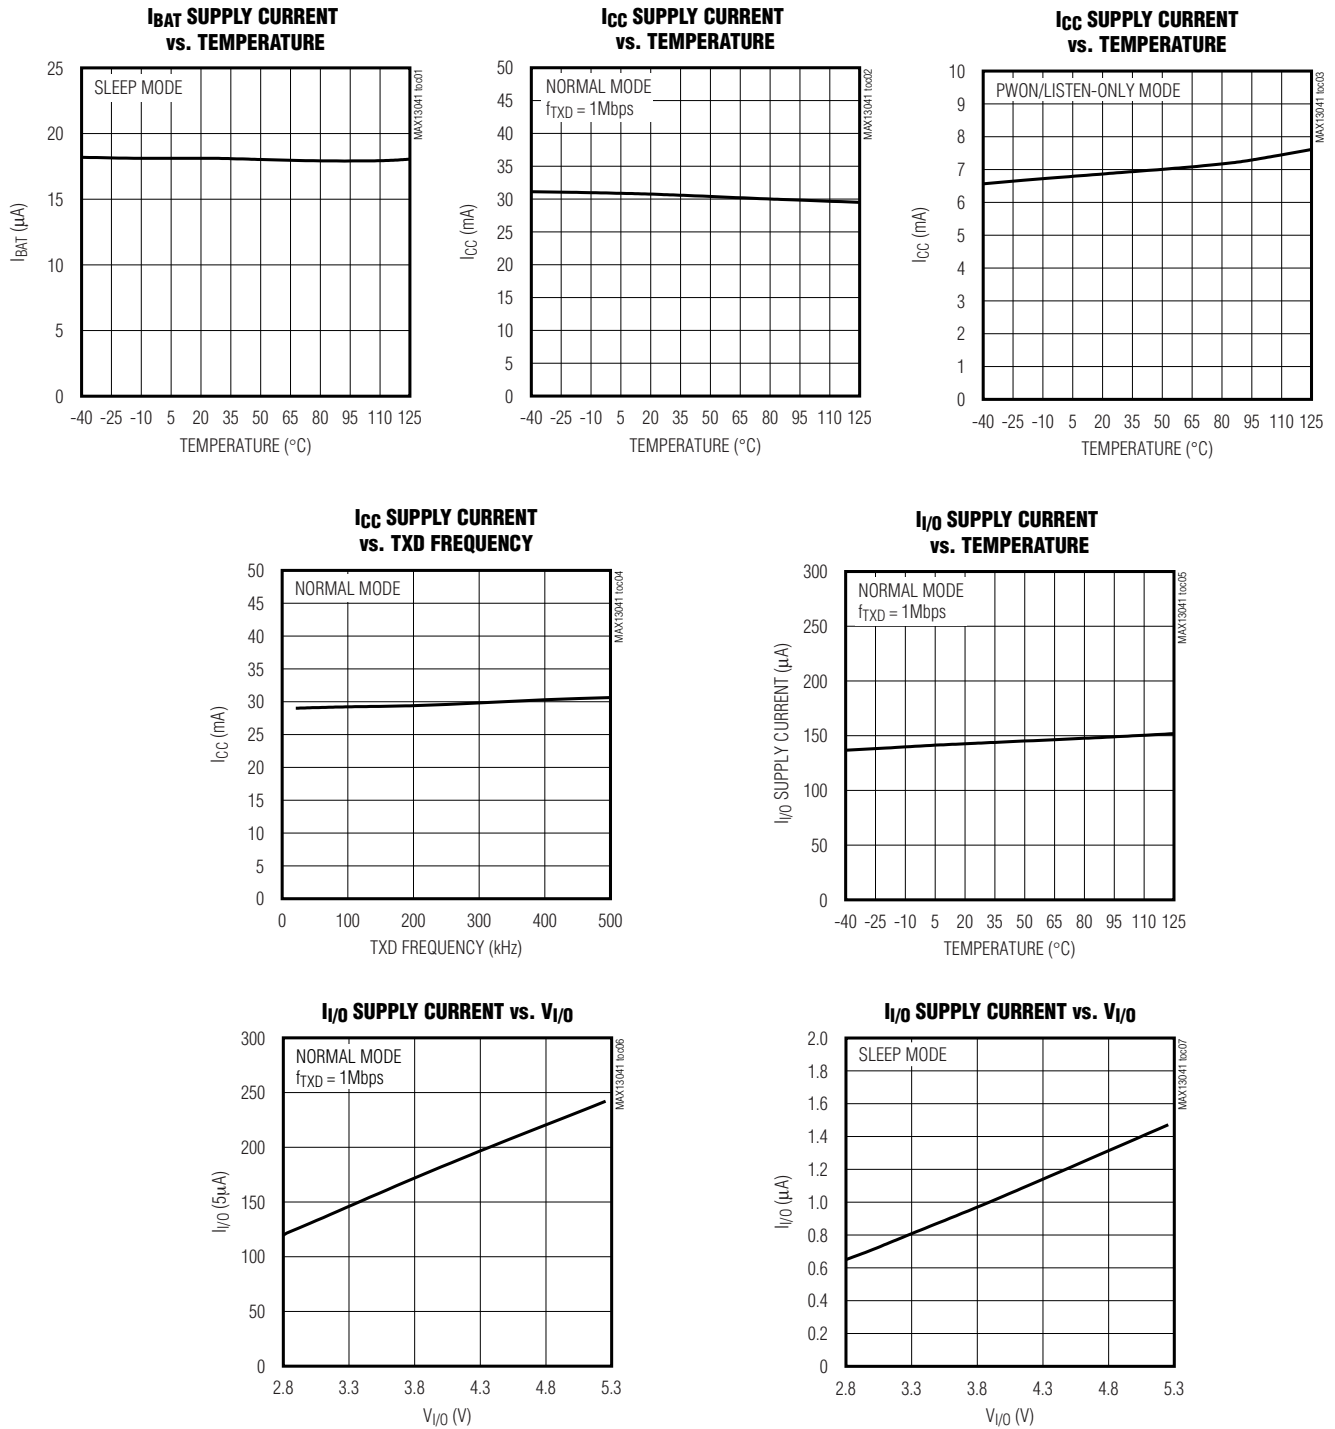 IBAT SUPPLY CURRENT
vs. TEMPERATURE
SLEEP MODE
MAX13041 toc01
25
20
15
10
5
0
IBAT (µA)
-40 -25 -10 5 20 35 50 65 80 95 110 125
TEMPERATURE (°C)
ICC SUPPLY CURRENT
vs. TEMPERATURE
NORMAL MODE
fTXD = 1Mbps
MAX13041 toc02
50
45
40
35
30
25
20
15
10
5
0
ICC (mA)
-40 -25 -10 5 20 35 50 65 80 95 110 125
TEMPERATURE (°C)
ICC SUPPLY CURRENT
vs. TEMPERATURE
PWON/LISTEN-ONLY MODE
MAX13041 toc03
10
9
8
7
6
5
4
3
2
1
0
ICC (mA)
-40 -25 -10 5 20 35 50 65 80 95 110 125
TEMPERATURE (°C)
ICC SUPPLY CURRENT
vs. TXD FREQUENCY
NORMAL MODE
MAX13041 toc04
50
45
40
35
30
25
20
15
10
5
0
ICC (mA)
0 100 200 300 400 500
TXD FREQUENCY (kHz)
II/O SUPPLY CURRENT
vs. TEMPERATURE
NORMAL MODE
fTXD = 1Mbps
MAX13041 toc05
300
250
200
150
100
50
0
II/O SUPPLY CURRENT (µA)
-40 -25 -10 5 20 35 50 65 80 95 110 125
TEMPERATURE (°C)
II/O SUPPLY CURRENT vs. VI/O
NORMAL MODE
fTXD = 1Mbps
MAX13041 toc06
300
250
200
150
100
50
0
II/O (5µA)
2.8 3.3 3.8 4.3 4.8 5.3
VI/O (V)
II/O SUPPLY CURRENT vs. VI/O
SLEEP MODE
MAX13041 toc07
2.0
1.8
1.6
1.4
1.2
1.0
0.8
0.6
0.4
0.2
0
II/O (µA)
2.8 3.3 3.8 4.3 4.8 5.3
VI/O (V)